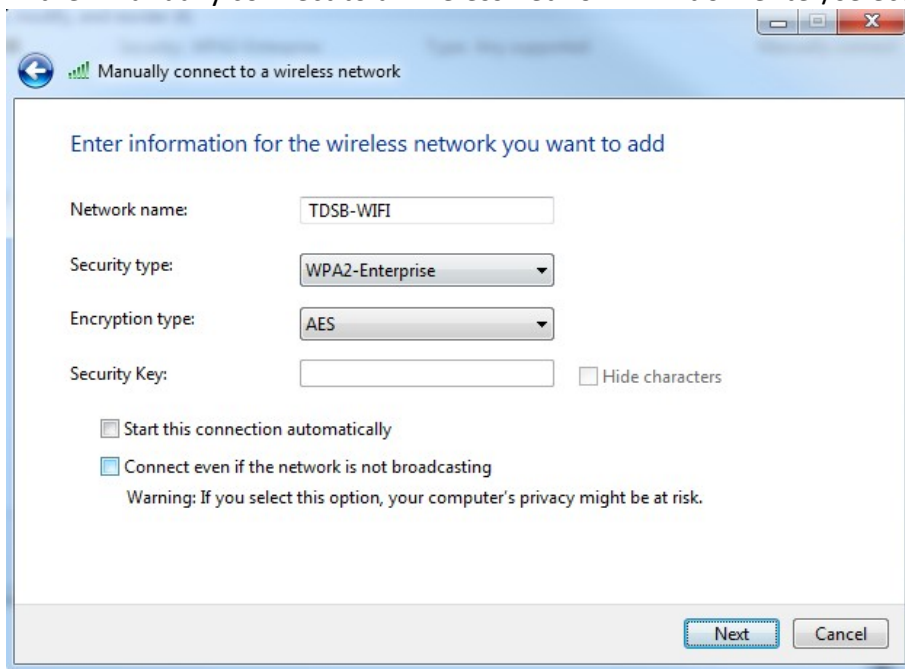 Manually connect to a wireless network
Enter information for the wireless network you want to add
Network name: TDSB-WIFI
Security type: WPA2-Enterprise
Encryption type: AES
Security Key: Hide characters
Start this connection automatically
Connect even if the network is not broadcasting
Warning: If you select this option, your computer's privacy might be at risk.
Next Cancel